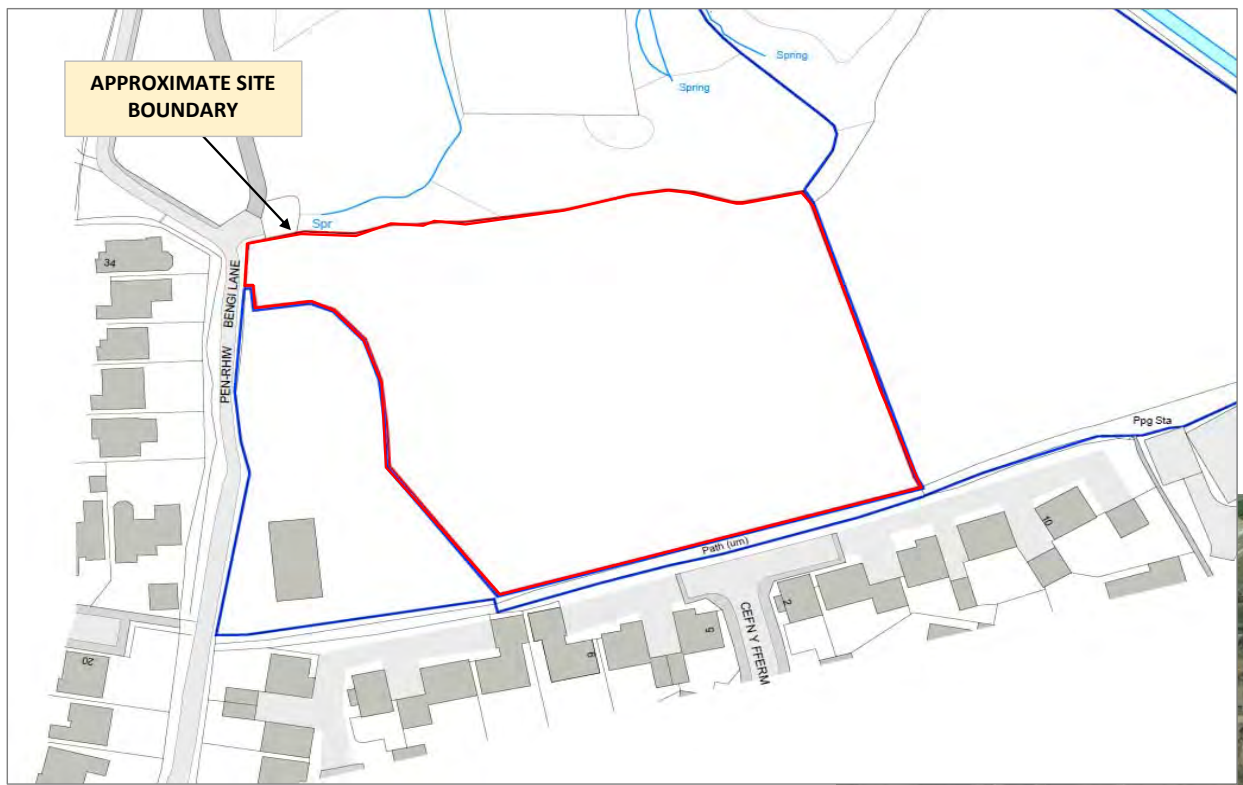 APPROXIMATE SITE
BOUNDARY
Spring
Spring
Spr
34
PEN-RHIW BENGI LANE
Ppg Sta
10
Path (um)
2
CEFN Y FFERM
5
6
20